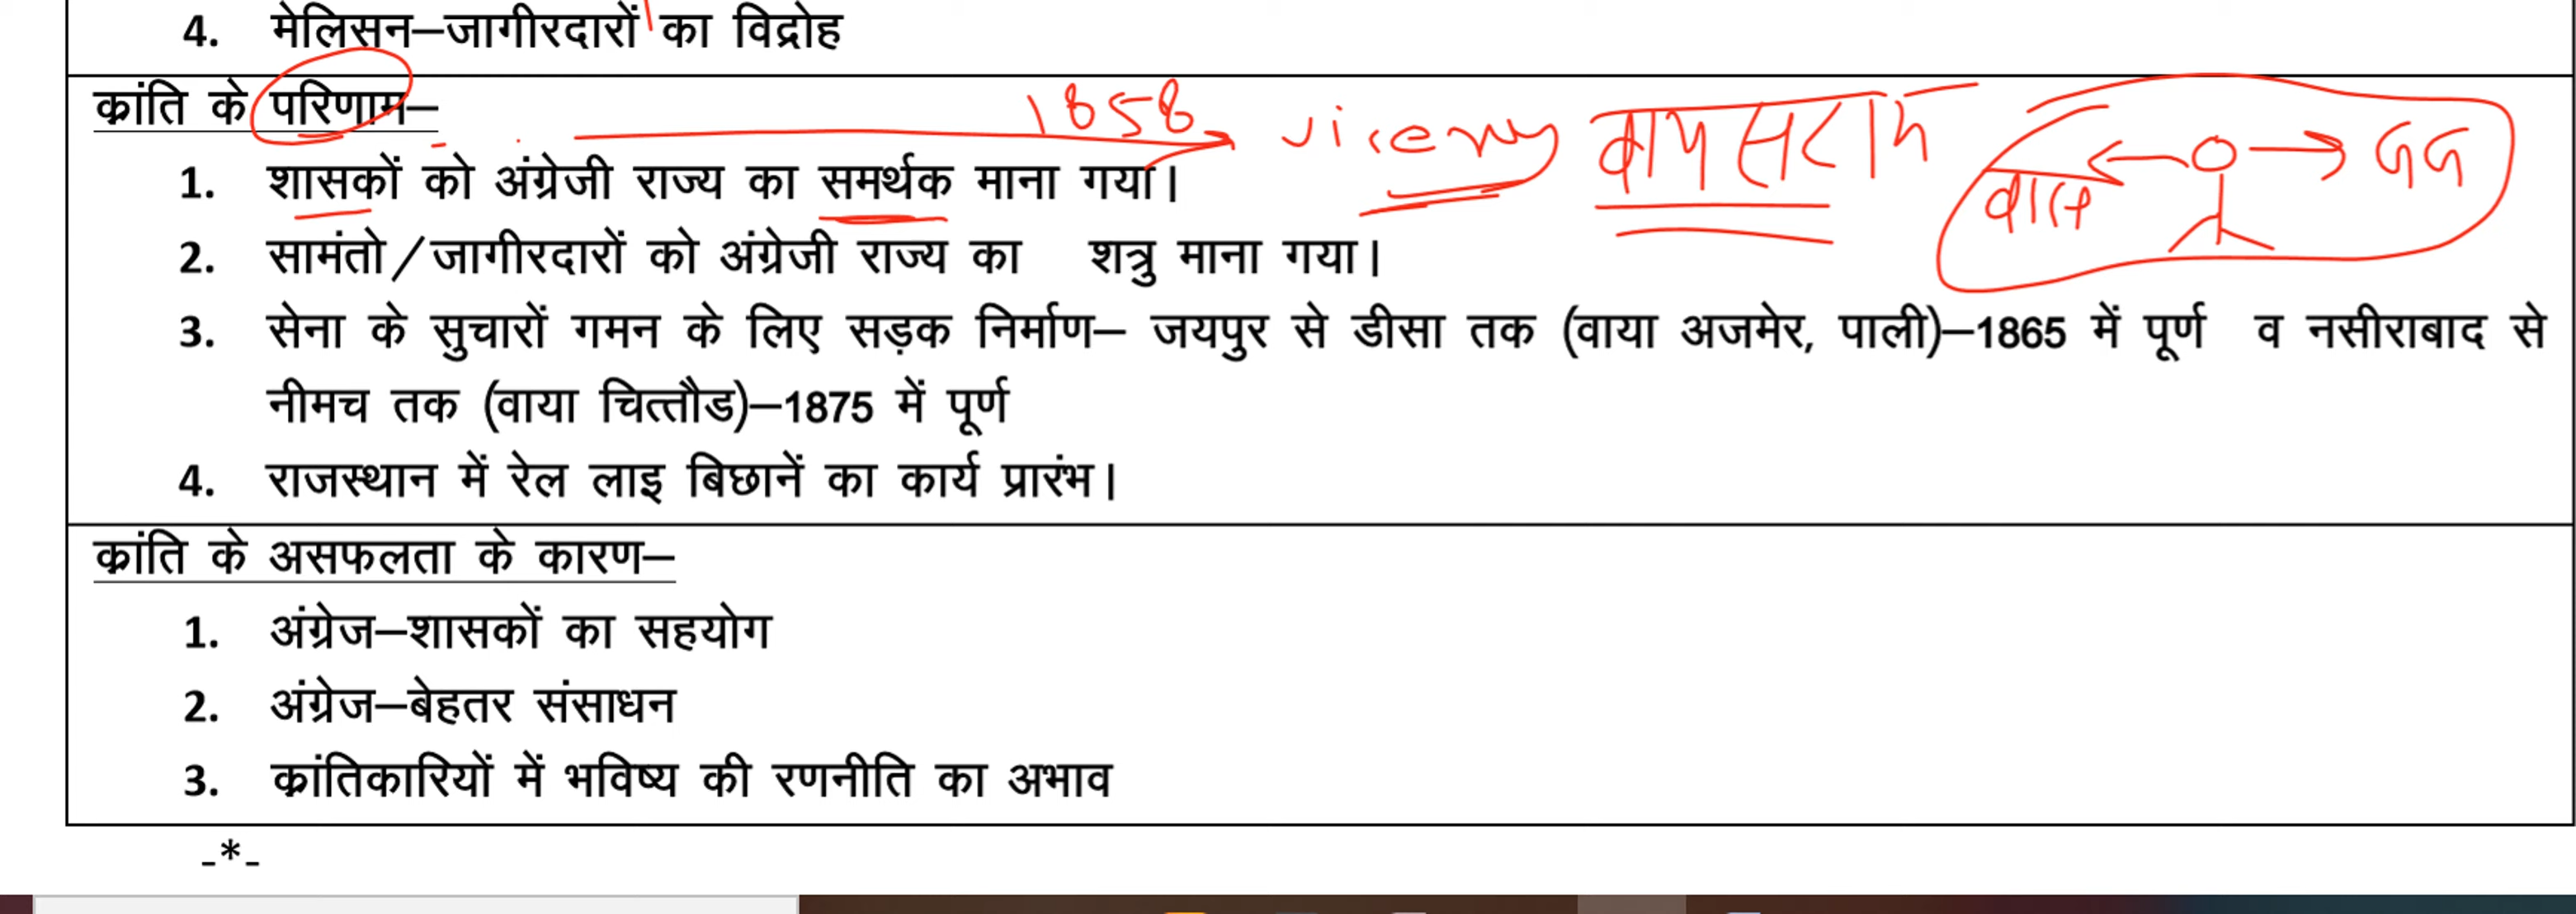 4. मेलिसन–जागीरदारों का विद्रोह
क्रांति के परिणाम–
1858 viceroy वायसराय
1. शासकों को अंग्रेजी राज्य का समर्थक माना गया।
2. सामंतो/जागीरदारों को अंग्रेजी राज्य का शत्रु माना गया।
3. सेना के सुचारों गमन के लिए सड़क निर्माण– जयपुर से डीसा तक (वाया अजमेर, पाली)–1865 में पूर्ण व नसीराबाद से
नीमच तक (वाया चित्तौड)–1875 में पूर्ण
4. राजस्थान में रेल लाइ बिछानें का कार्य प्रारंभ।
क्रांति के असफलता के कारण–
1. अंग्रेज–शासकों का सहयोग
2. अंग्रेज–बेहतर संसाधन
3. क्रांतिकारियों में भविष्य की रणनीति का अभाव
-*-